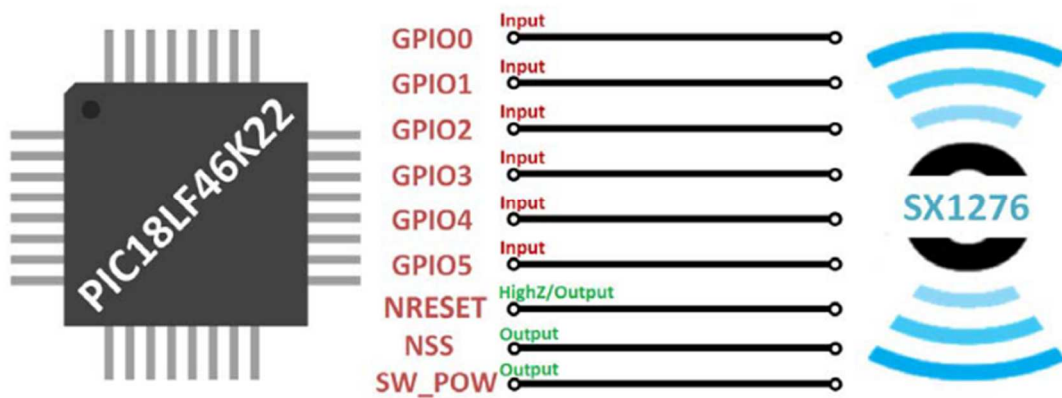 PIC18LF46K22
GPIO0 Input
GPIO1 Input
GPIO2 Input
GPIO3 Input
GPIO4 Input
GPIO5 Input
NRESET HighZ/Output
NSS Output
SW_POW Output
SX1276